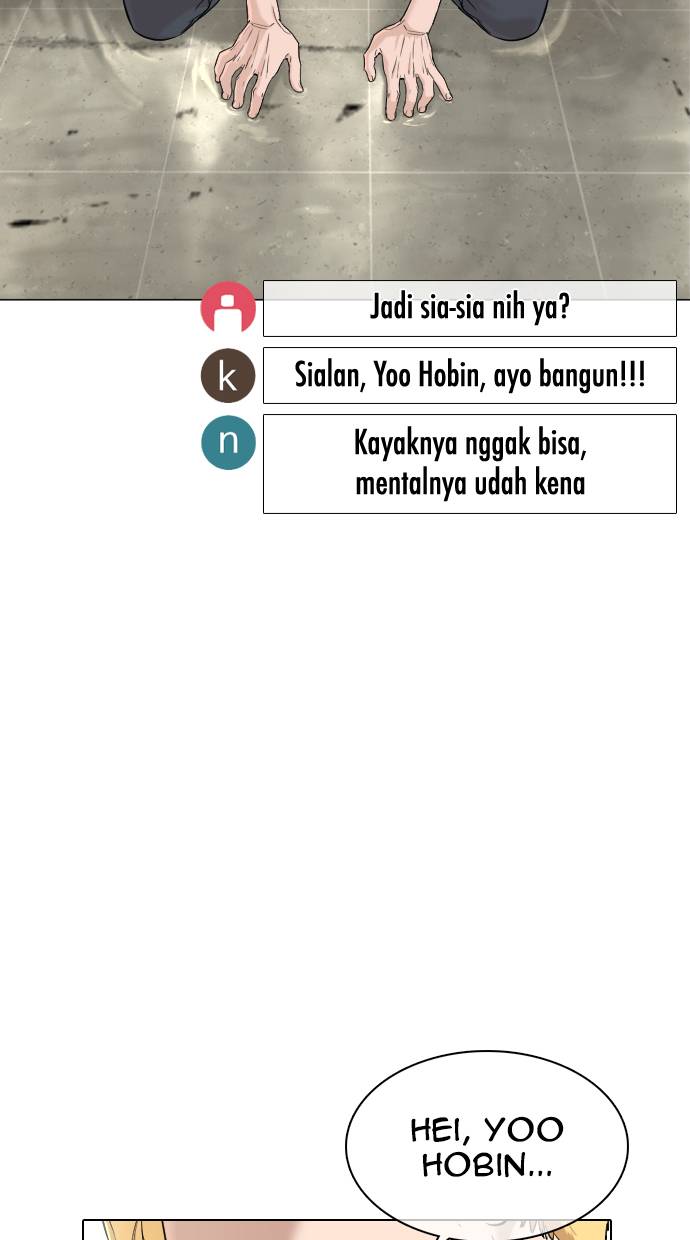 Jadi sia-sia nih ya?
k
Sialan, Yoo Hobin, ayo bangun!!!
n
Kayaknya nggak bisa,
mentalnya udah kena
HEI, YOO
HOBIN...